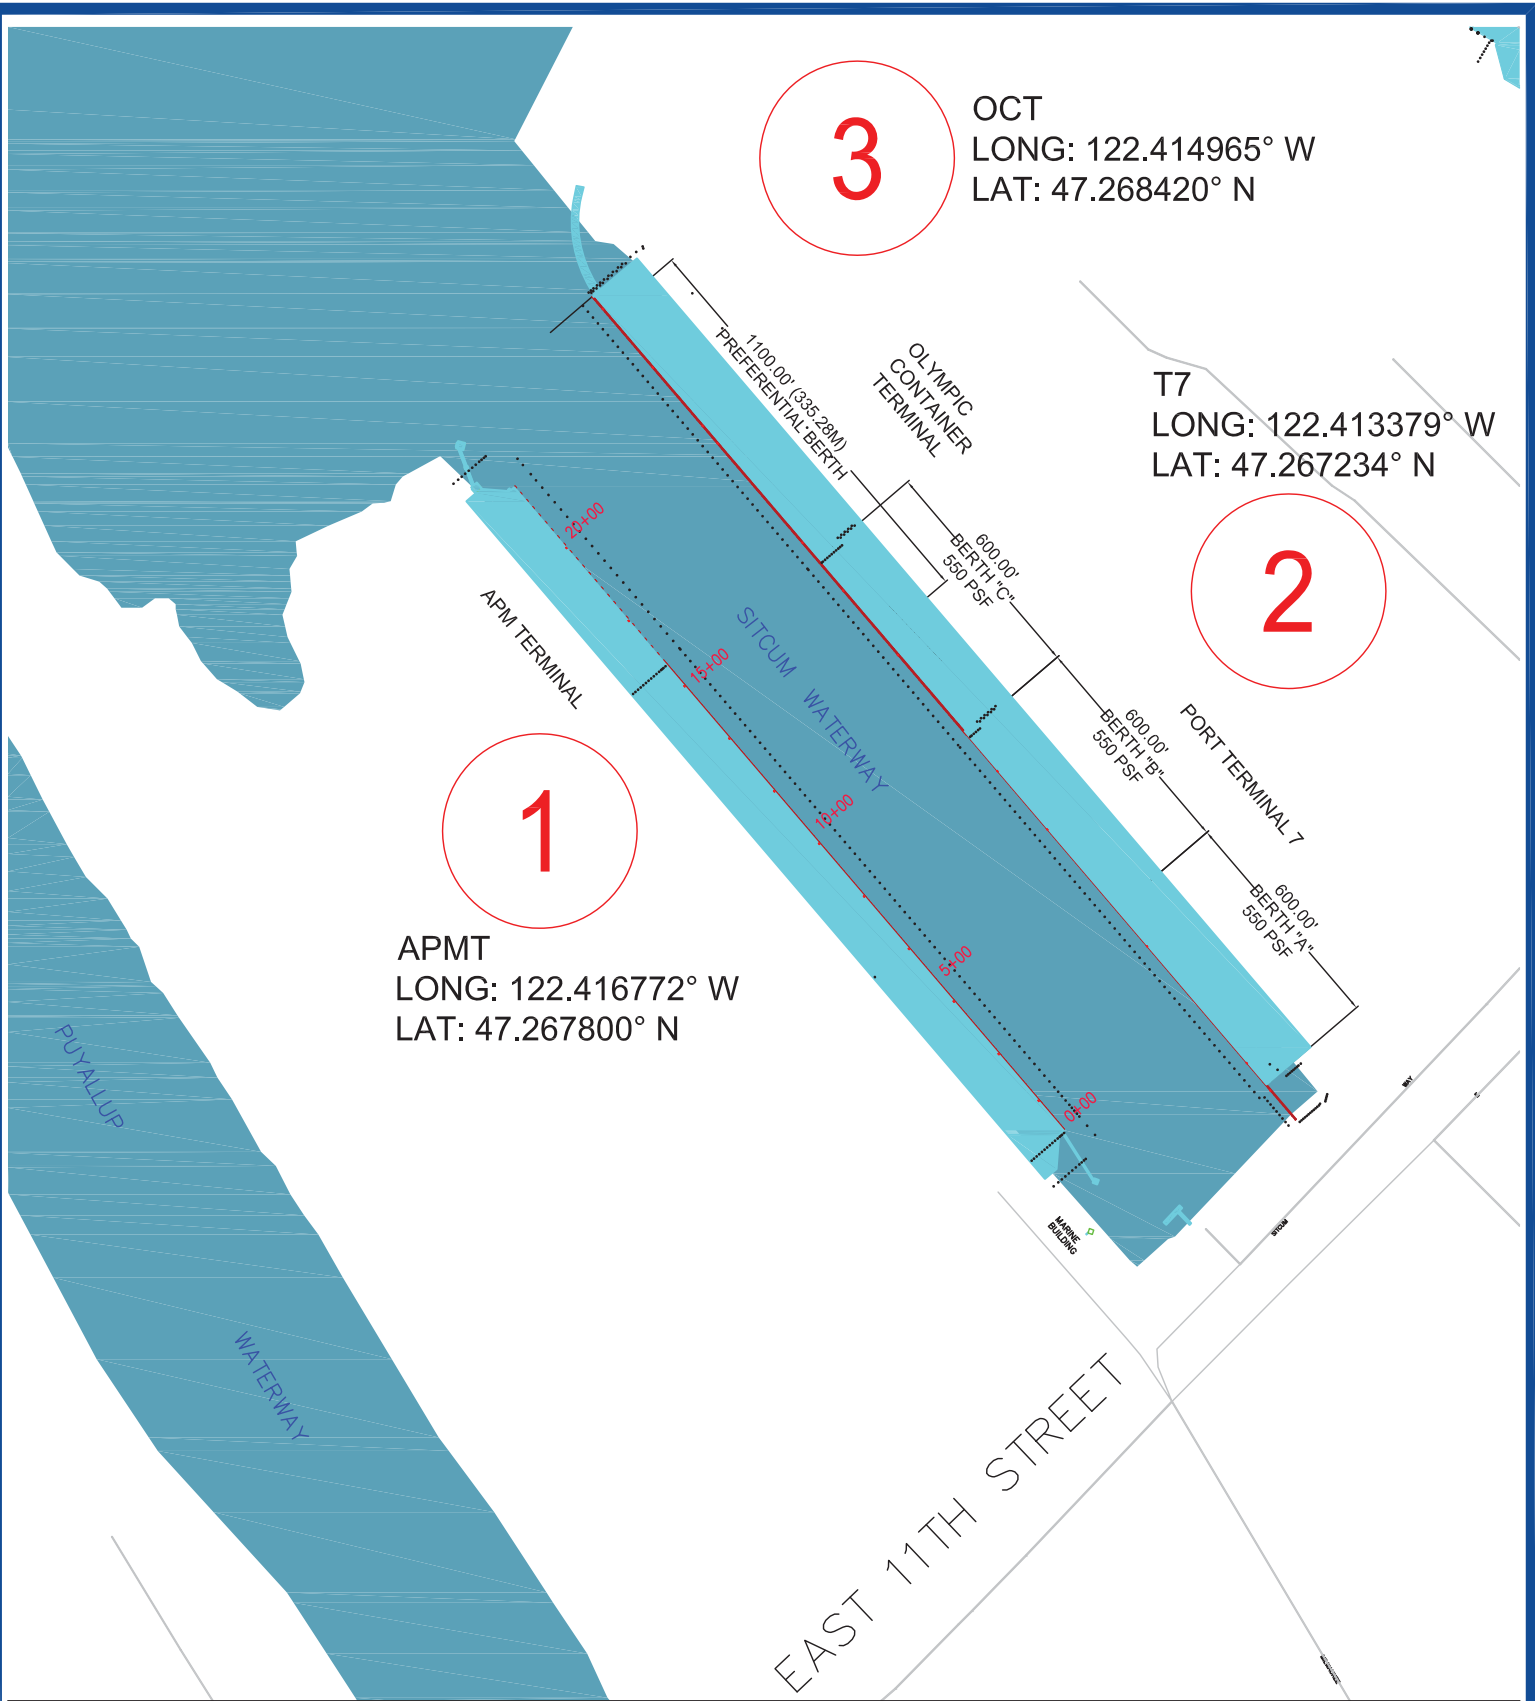 3
OCT
LONG: 122.414965° W
LAT: 47.268420° N
1100.00' (335.28M)
PREFERENTIAL BERTH
OLYMPIC
CONTAINER
TERMINAL
T7
LONG: 122.413379° W
LAT: 47.267234° N
2
600.00'
BERTH "C"
550 PSF
600.00'
BERTH "B"
550 PSF
PORT TERMINAL 7
600.00'
BERTH "A"
550 PSF
20+00
15+00
10+00
5+00
0+00
SITCUM WATERWAY
APM TERMINAL
1
APMT
LONG: 122.416772° W
LAT: 47.267800° N
PUYALLUP
WATERWAY
MARINE
BUILDING
SITCUM
WAY
EAST 11TH STREET